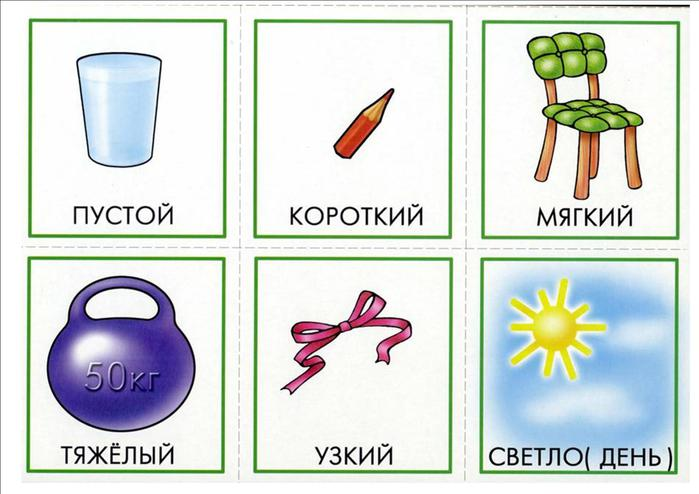 ПУСТОЙ
КОРОТКИЙ
МЯГКИЙ
50кг
ТЯЖЁЛЫЙ
УЗКИЙ
СВЕТЛО( ДЕНЬ )